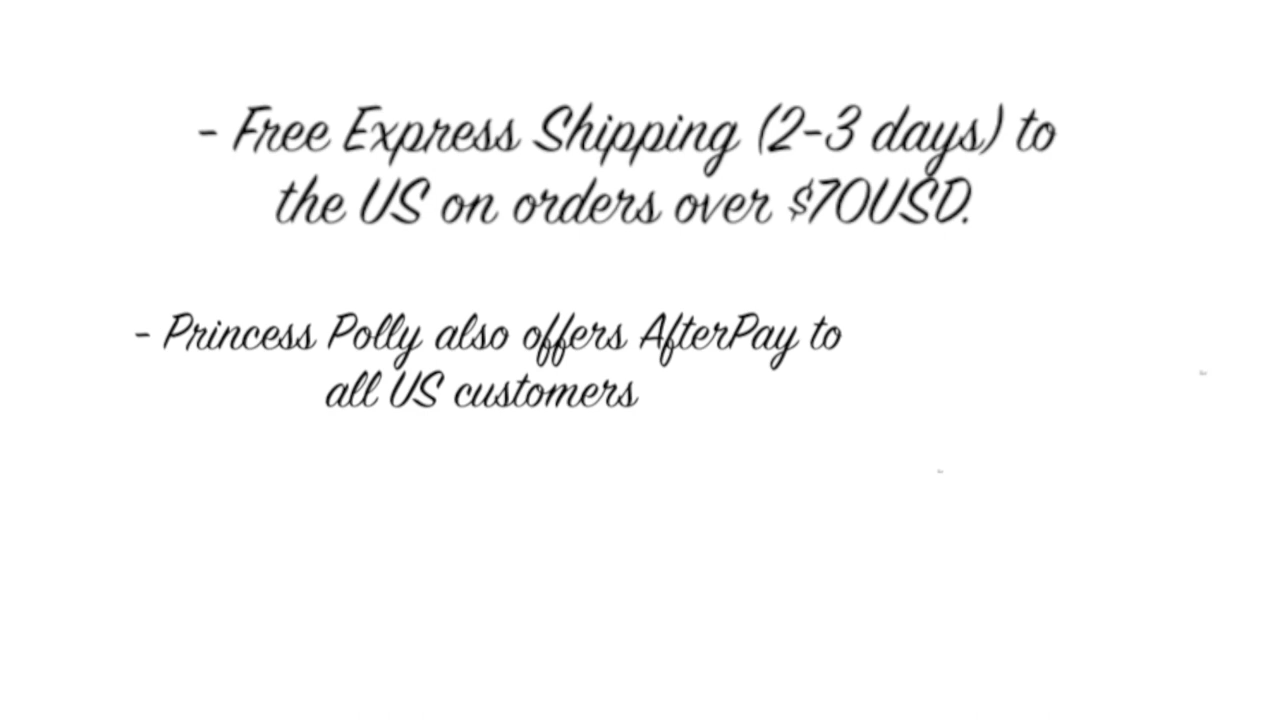 - Free Express Shipping (2-3 days) to
the US on orders over $70USD.
- Princess Polly also offers AfterPay to
all US customers